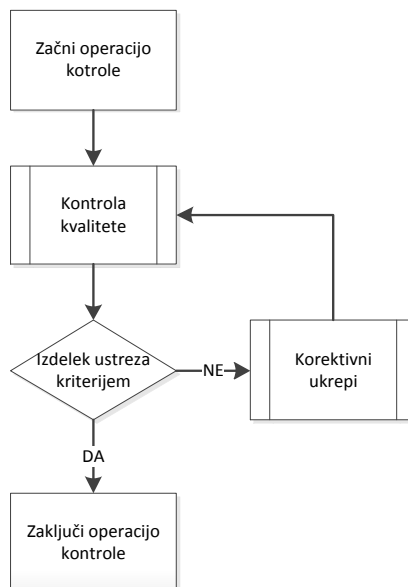 Začni operacijo
kotrole
Kontrola
kvalitete
Izdelek ustreza
kriterijem
NE
Korektivni
ukrepi
DA
Zaključi operacijo
kontrole